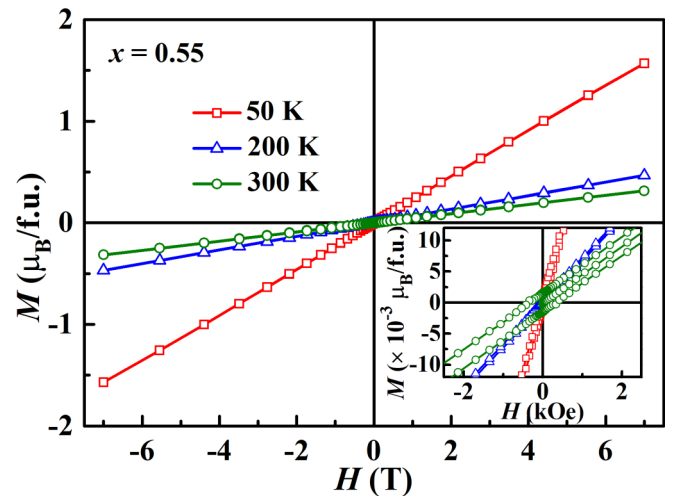 x = 0.55
50 K
200 K
300 K
M (μB/f.u.)
2
1
0
-1
-2
-6 -4 -2 0 2 4 6
H (T)
M (× 10⁻³ μB/f.u.)
10
5
0
-5
-10
-2 0 2
H (kOe)